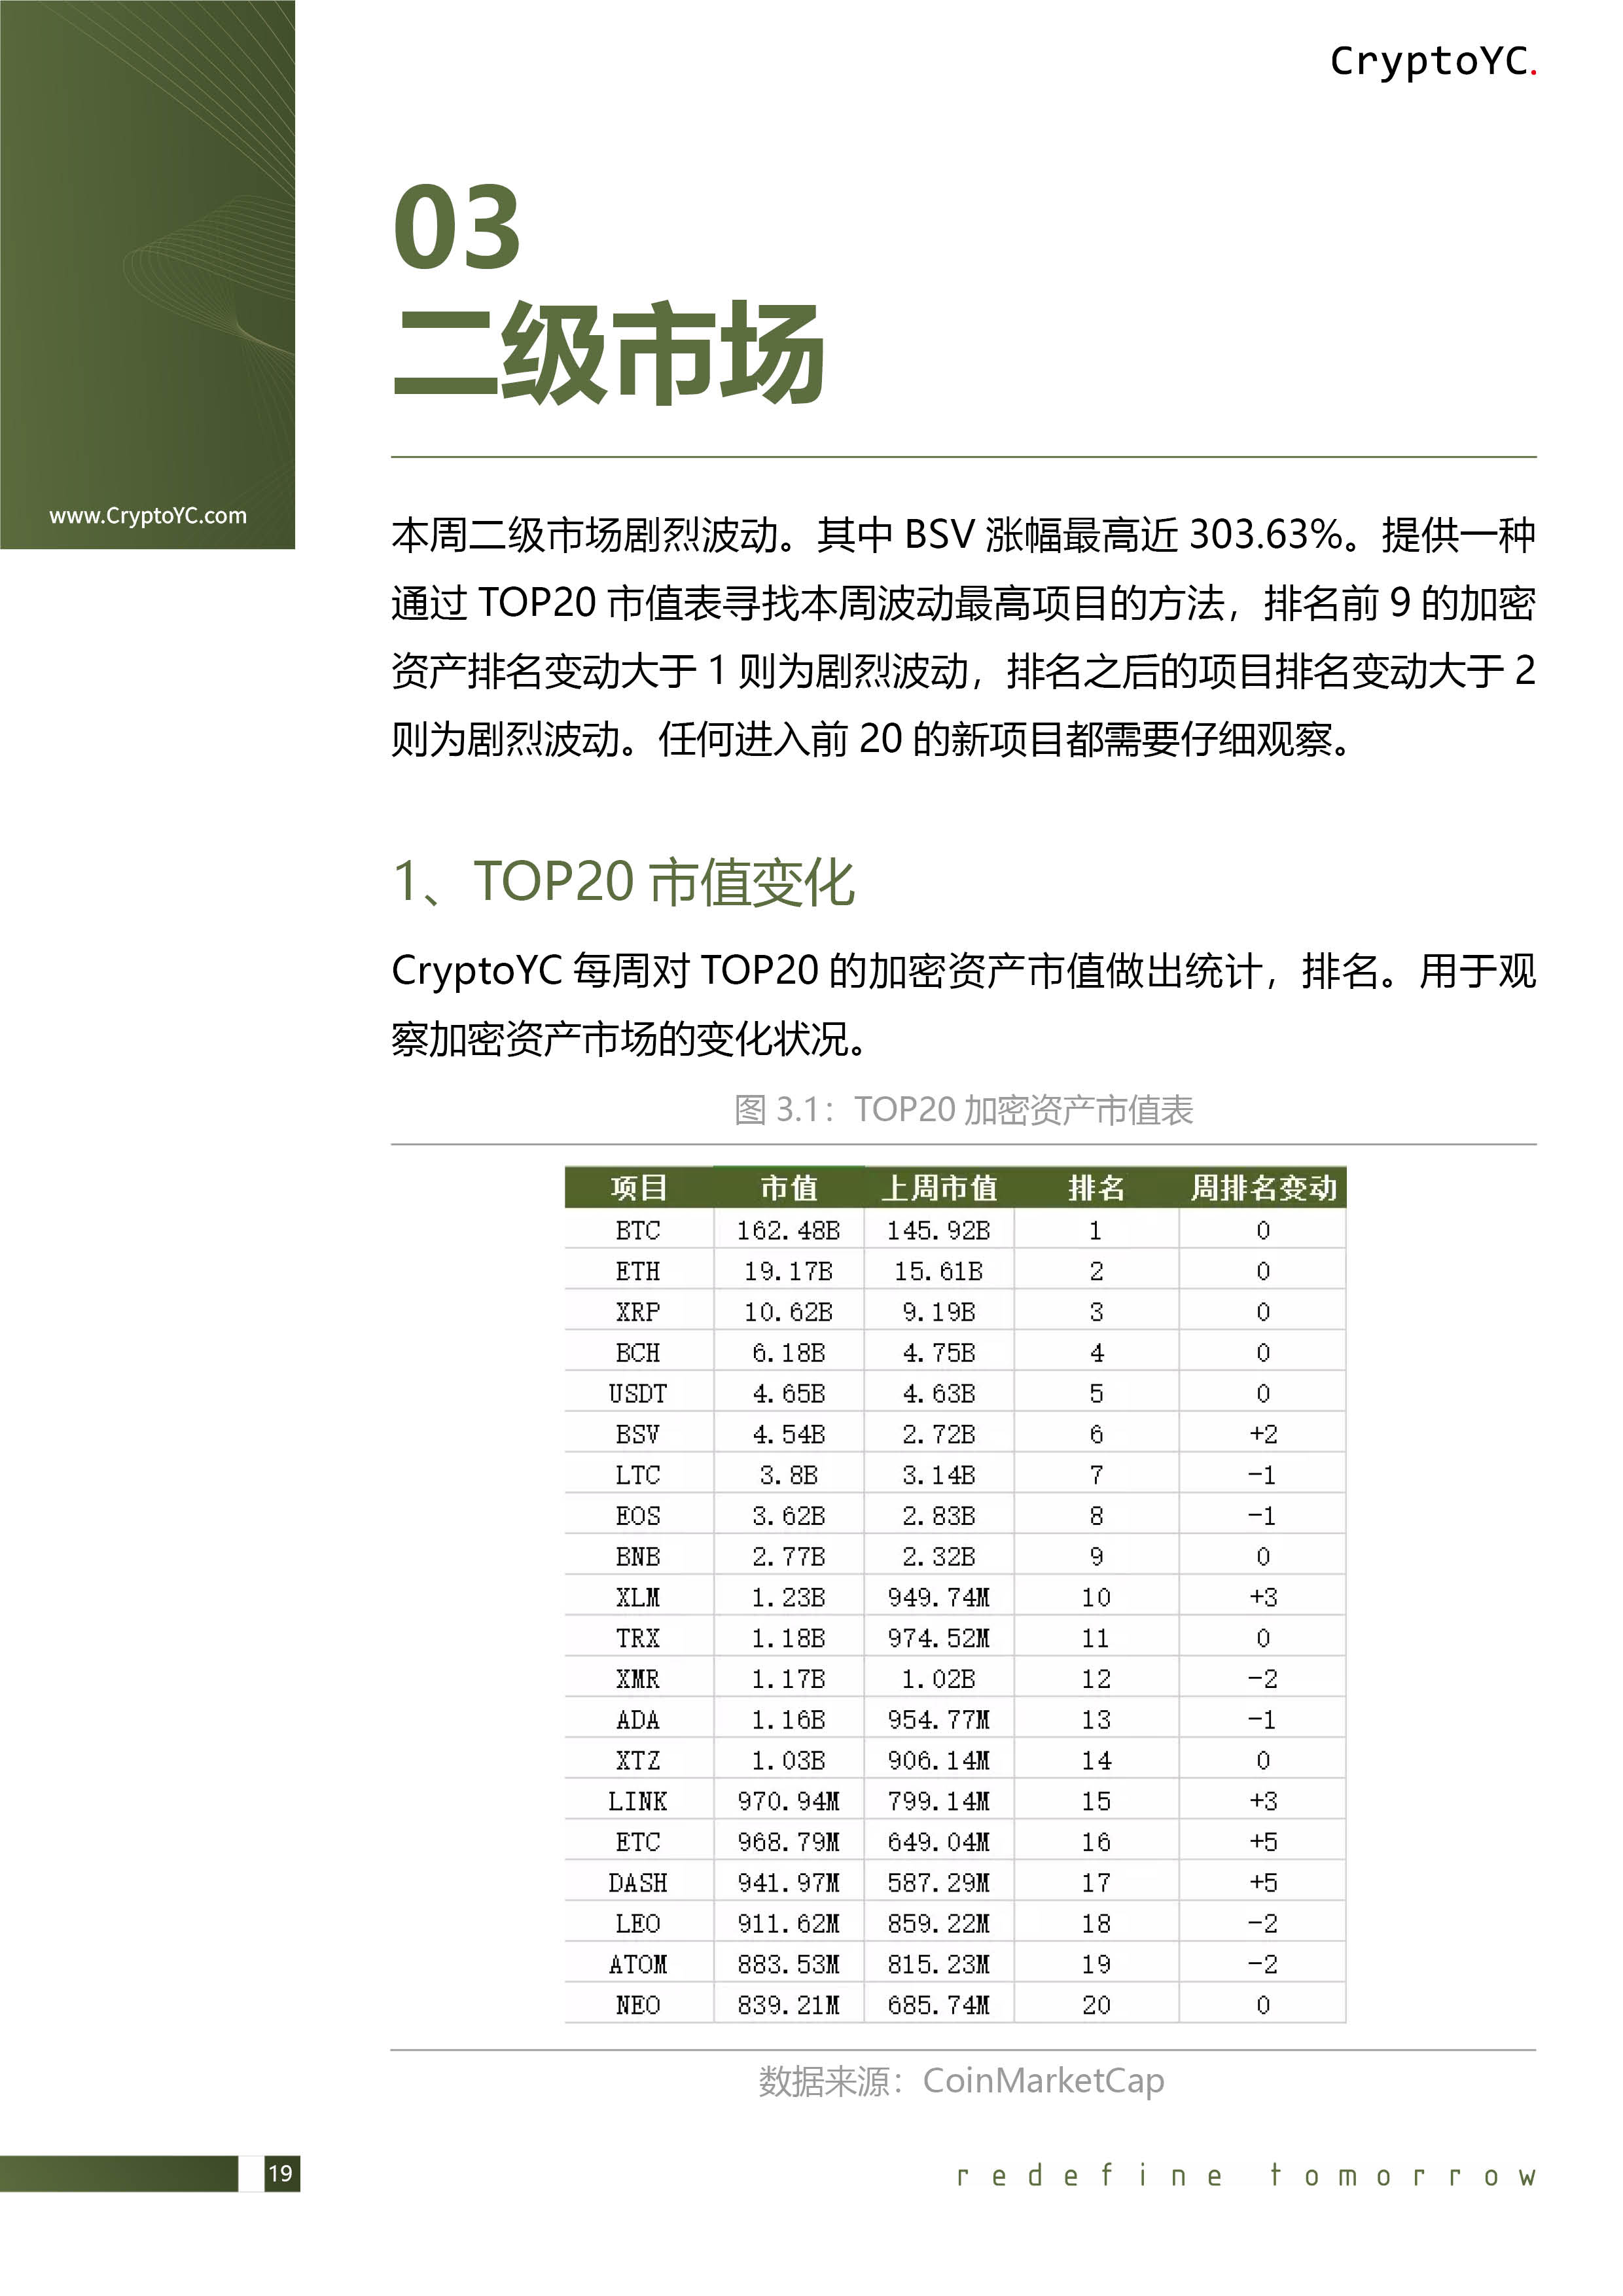 CryptoYC.
www.CryptoYC.com
03
二级市场
本周二级市场剧烈波动。其中 BSV 涨幅最高近 303.63%。提供一种
通过 TOP20 市值表寻找本周波动最高项目的方法，排名前 9 的加密
资产排名变动大于 1 则为剧烈波动，排名之后的项目排名变动大于 2
则为剧烈波动。任何进入前 20 的新项目都需要仔细观察。
1、TOP20 市值变化
CryptoYC 每周对 TOP20 的加密资产市值做出统计，排名。用于观
察加密资产市场的变化状况。
图 3.1：TOP20 加密资产市值表
项目 市值 上周市值 排名 周排名变动
BTC 162.48B 145.92B 1 0
ETH 19.17B 15.61B 2 0
XRP 10.62B 9.19B 3 0
BCH 6.18B 4.75B 4 0
USDT 4.65B 4.63B 5 0
BSV 4.54B 2.72B 6 +2
LTC 3.8B 3.14B 7 -1
EOS 3.62B 2.83B 8 -1
BNB 2.77B 2.32B 9 0
XLM 1.23B 949.74M 10 +3
TRX 1.18B 974.52M 11 0
XMR 1.17B 1.02B 12 -2
ADA 1.16B 954.77M 13 -1
XTZ 1.03B 906.14M 14 0
LINK 970.94M 799.14M 15 +3
ETC 968.79M 649.04M 16 +5
DASH 941.97M 587.29M 17 +5
LEO 911.62M 859.22M 18 -2
ATOM 883.53M 815.23M 19 -2
NEO 839.21M 685.74M 20 0
数据来源：CoinMarketCap
19
redefine tomorrow